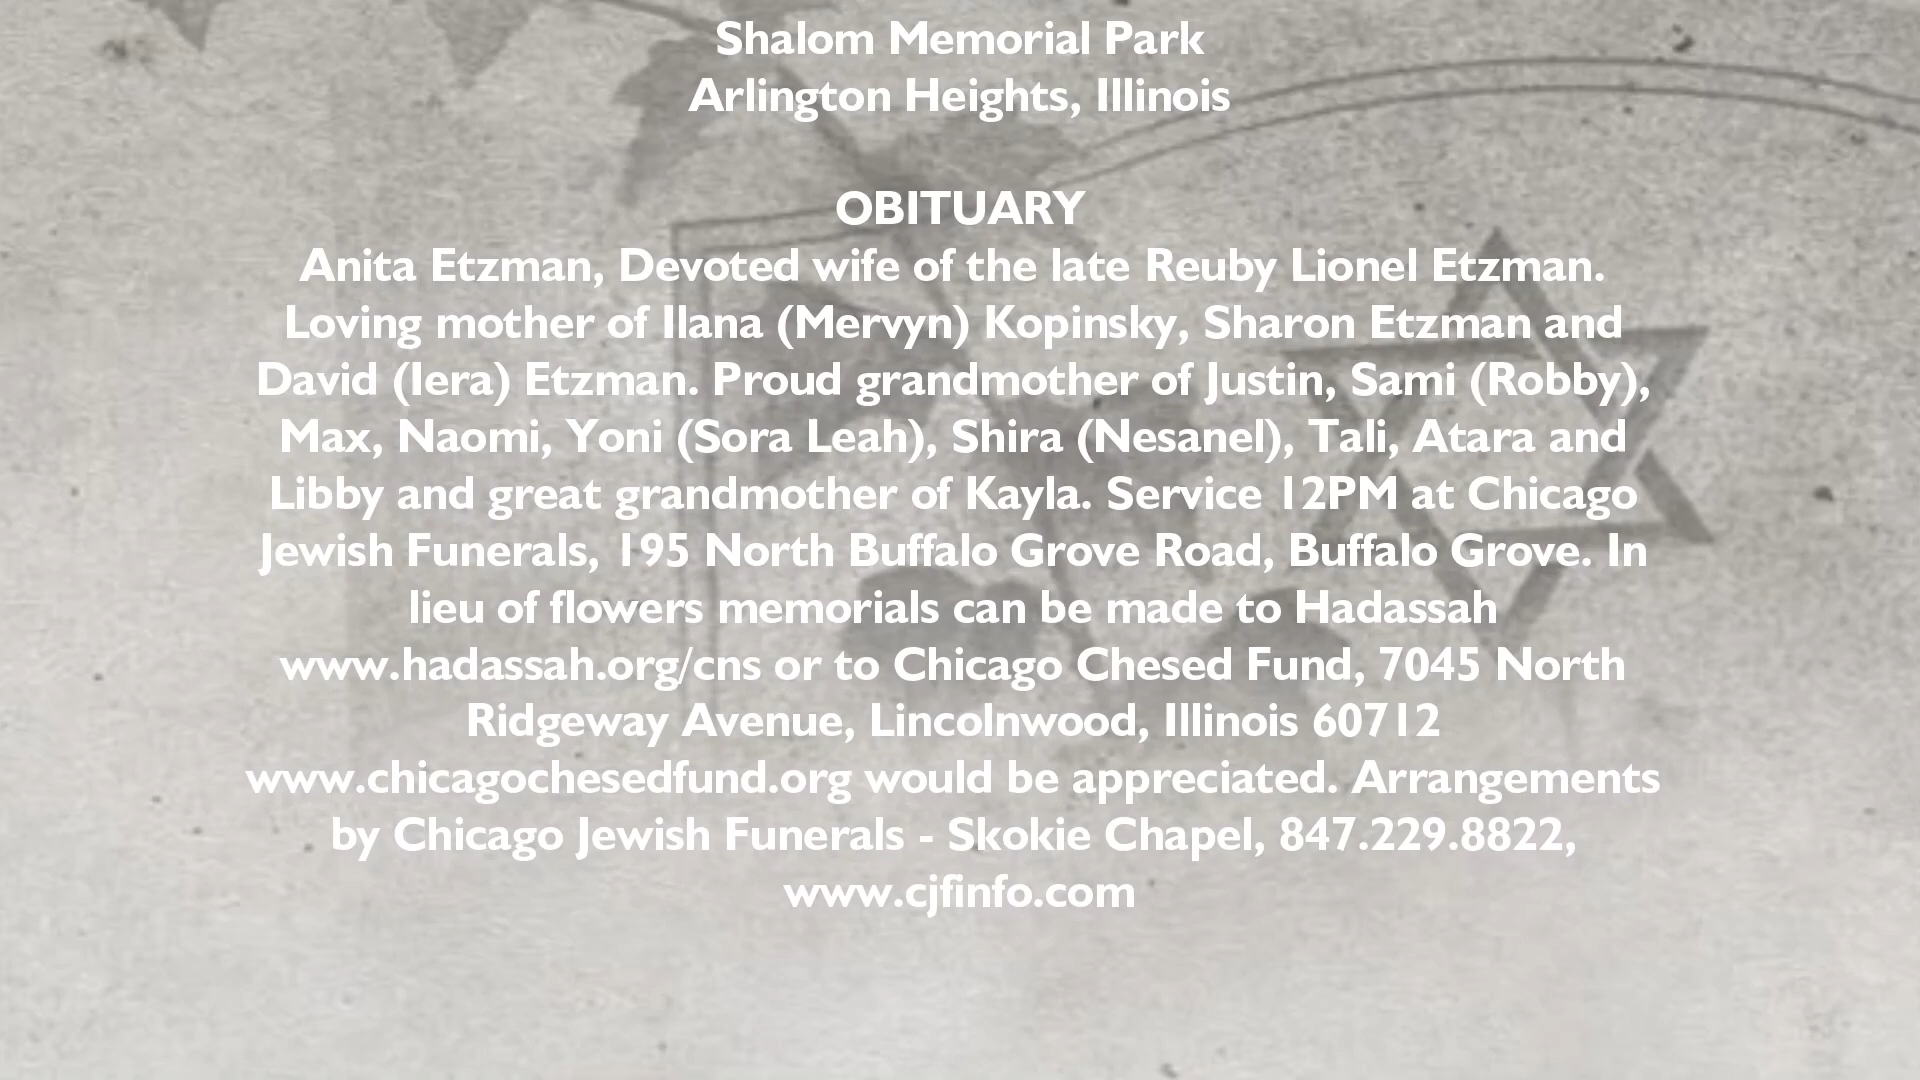 Shalom Memorial Park
Arlington Heights, Illinois
OBITUARY
Anita Etzman, Devoted wife of the late Reuby Lionel Etzman.
Loving mother of Ilana (Mervyn) Kopinsky, Sharon Etzman and
David (Iera) Etzman. Proud grandmother of Justin, Sami (Robby),
Max, Naomi, Yoni (Sora Leah), Shira (Nesanel), Tali, Atara and
Libby and great grandmother of Kayla. Service 12PM at Chicago
Jewish Funerals, 195 North Buffalo Grove Road, Buffalo Grove. In
lieu of flowers memorials can be made to Hadassah
www.hadassah.org/cns or to Chicago Chesed Fund, 7045 North
Ridgeway Avenue, Lincolnwood, Illinois 60712
www.chicagochesedfund.org would be appreciated. Arrangements
by Chicago Jewish Funerals - Skokie Chapel, 847.229.8822,
www.cjfinfo.com